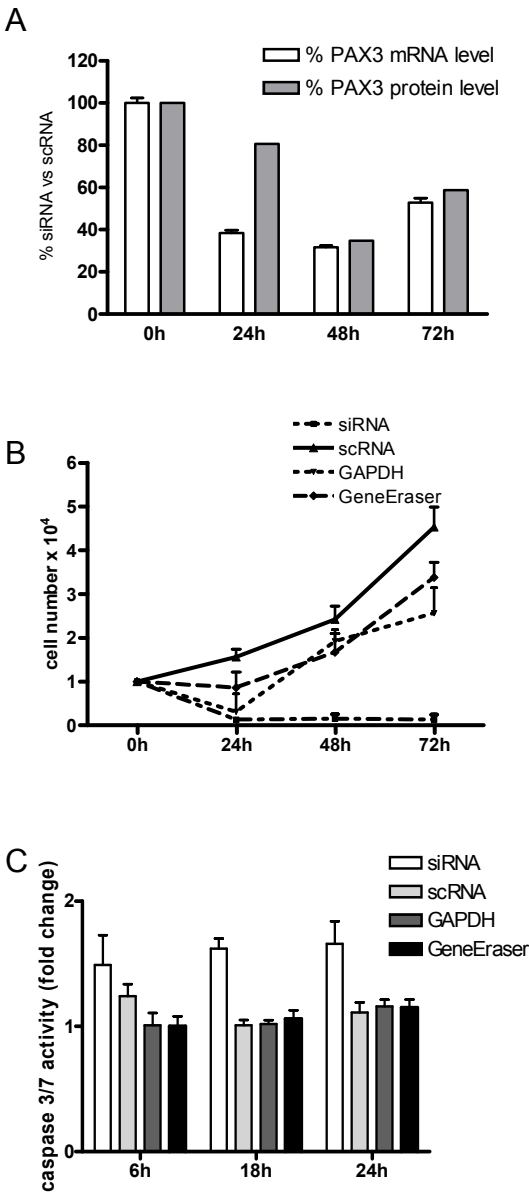 A
% PAX3 mRNA level
% PAX3 protein level
% siRNA vs scRNA
120
100
80
60
40
20
0
0h 24h 48h 72h
B
siRNA
scRNA
GAPDH
GeneEraser
cell number x 10⁴
6
5
4
3
2
1
0
0h 24h 48h 72h
C
siRNA
scRNA
GAPDH
GeneEraser
caspase 3/7 activity (fold change)
2
1
0
6h 18h 24h